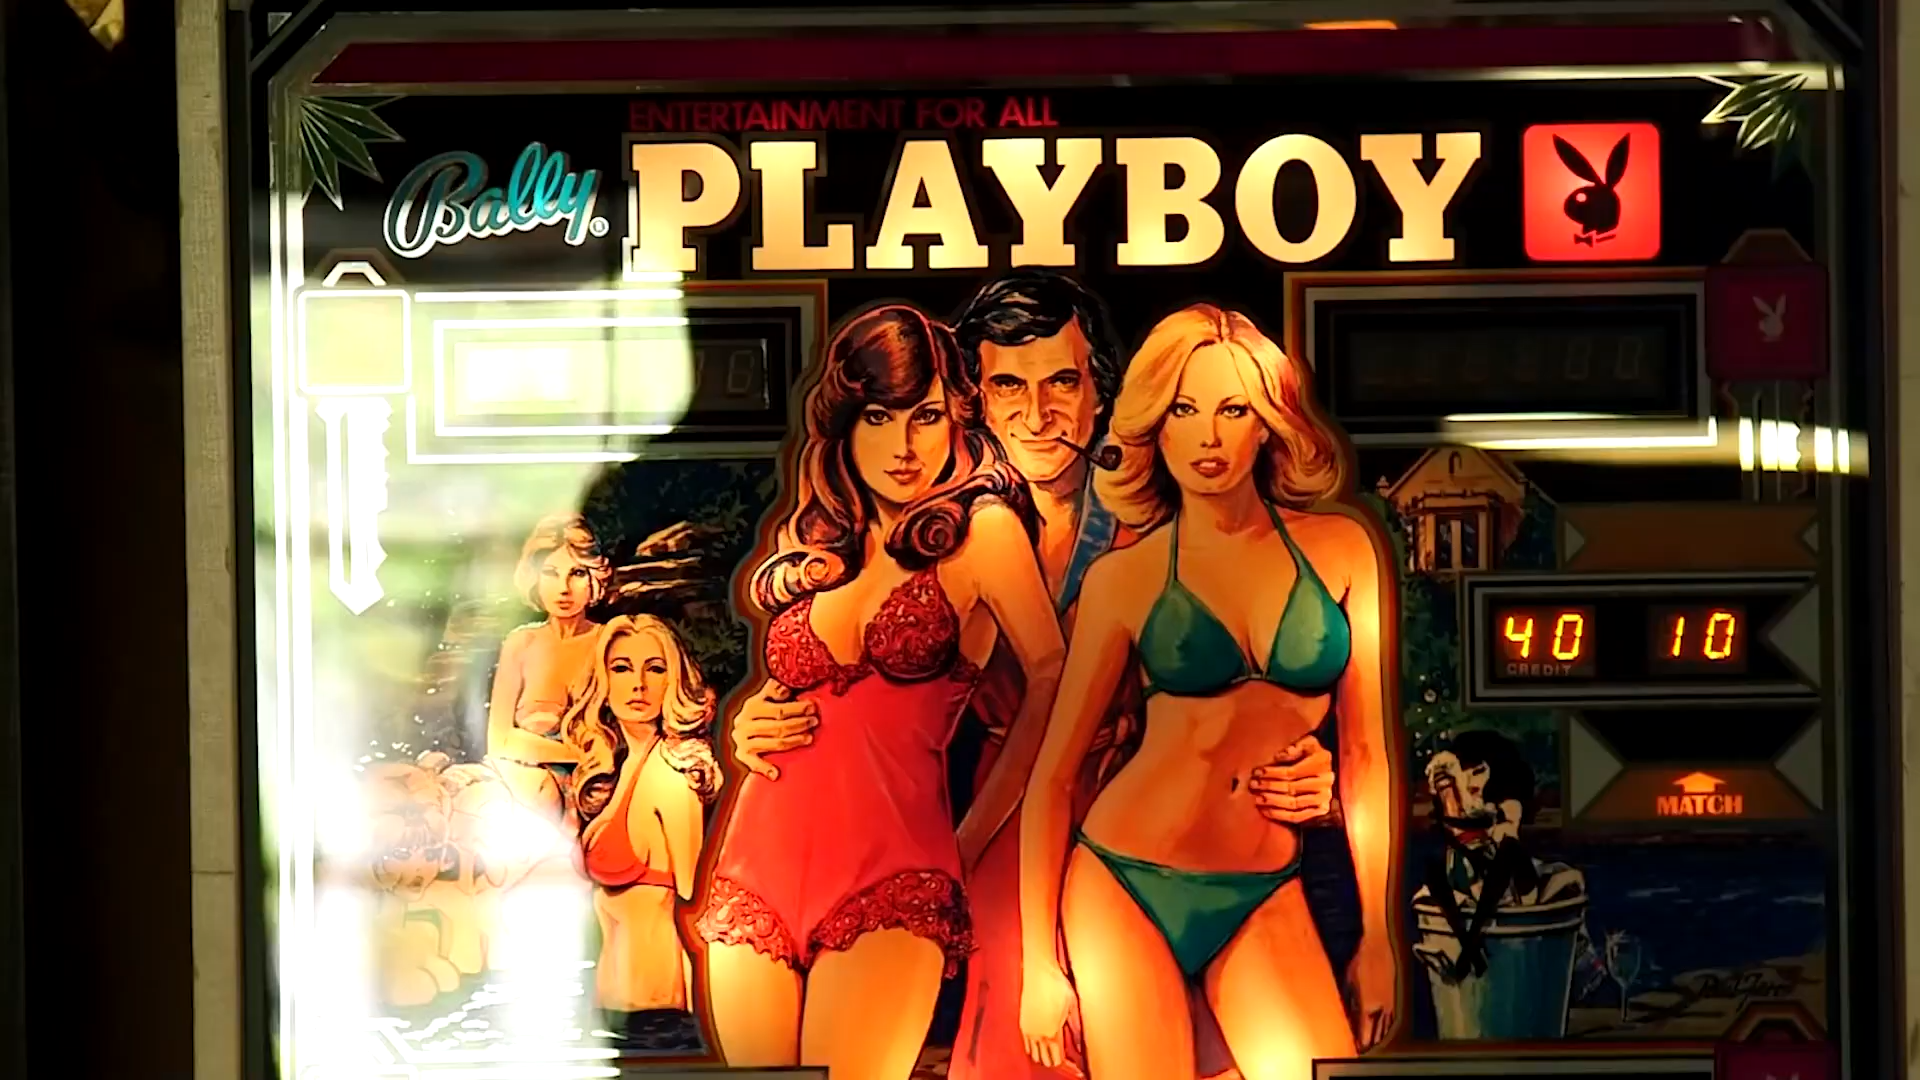 ENTERTAINMENT FOR ALL
Bally®
PLAYBOY
40 10
CREDIT
MATCH